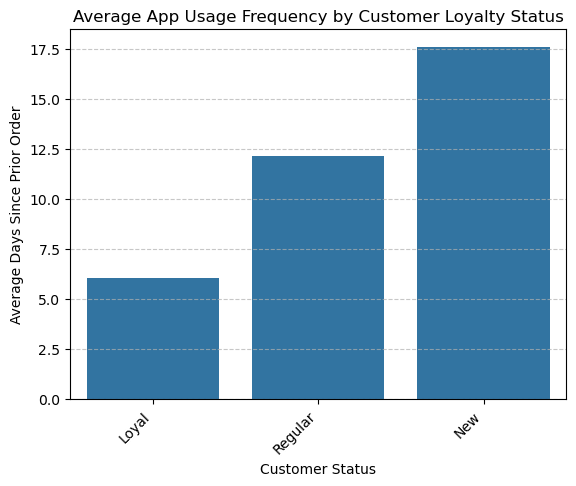 Average App Usage Frequency by Customer Loyalty Status
Average Days Since Prior Order
17.5
15.0
12.5
10.0
7.5
5.0
2.5
0.0
Loyal
Regular
New
Customer Status